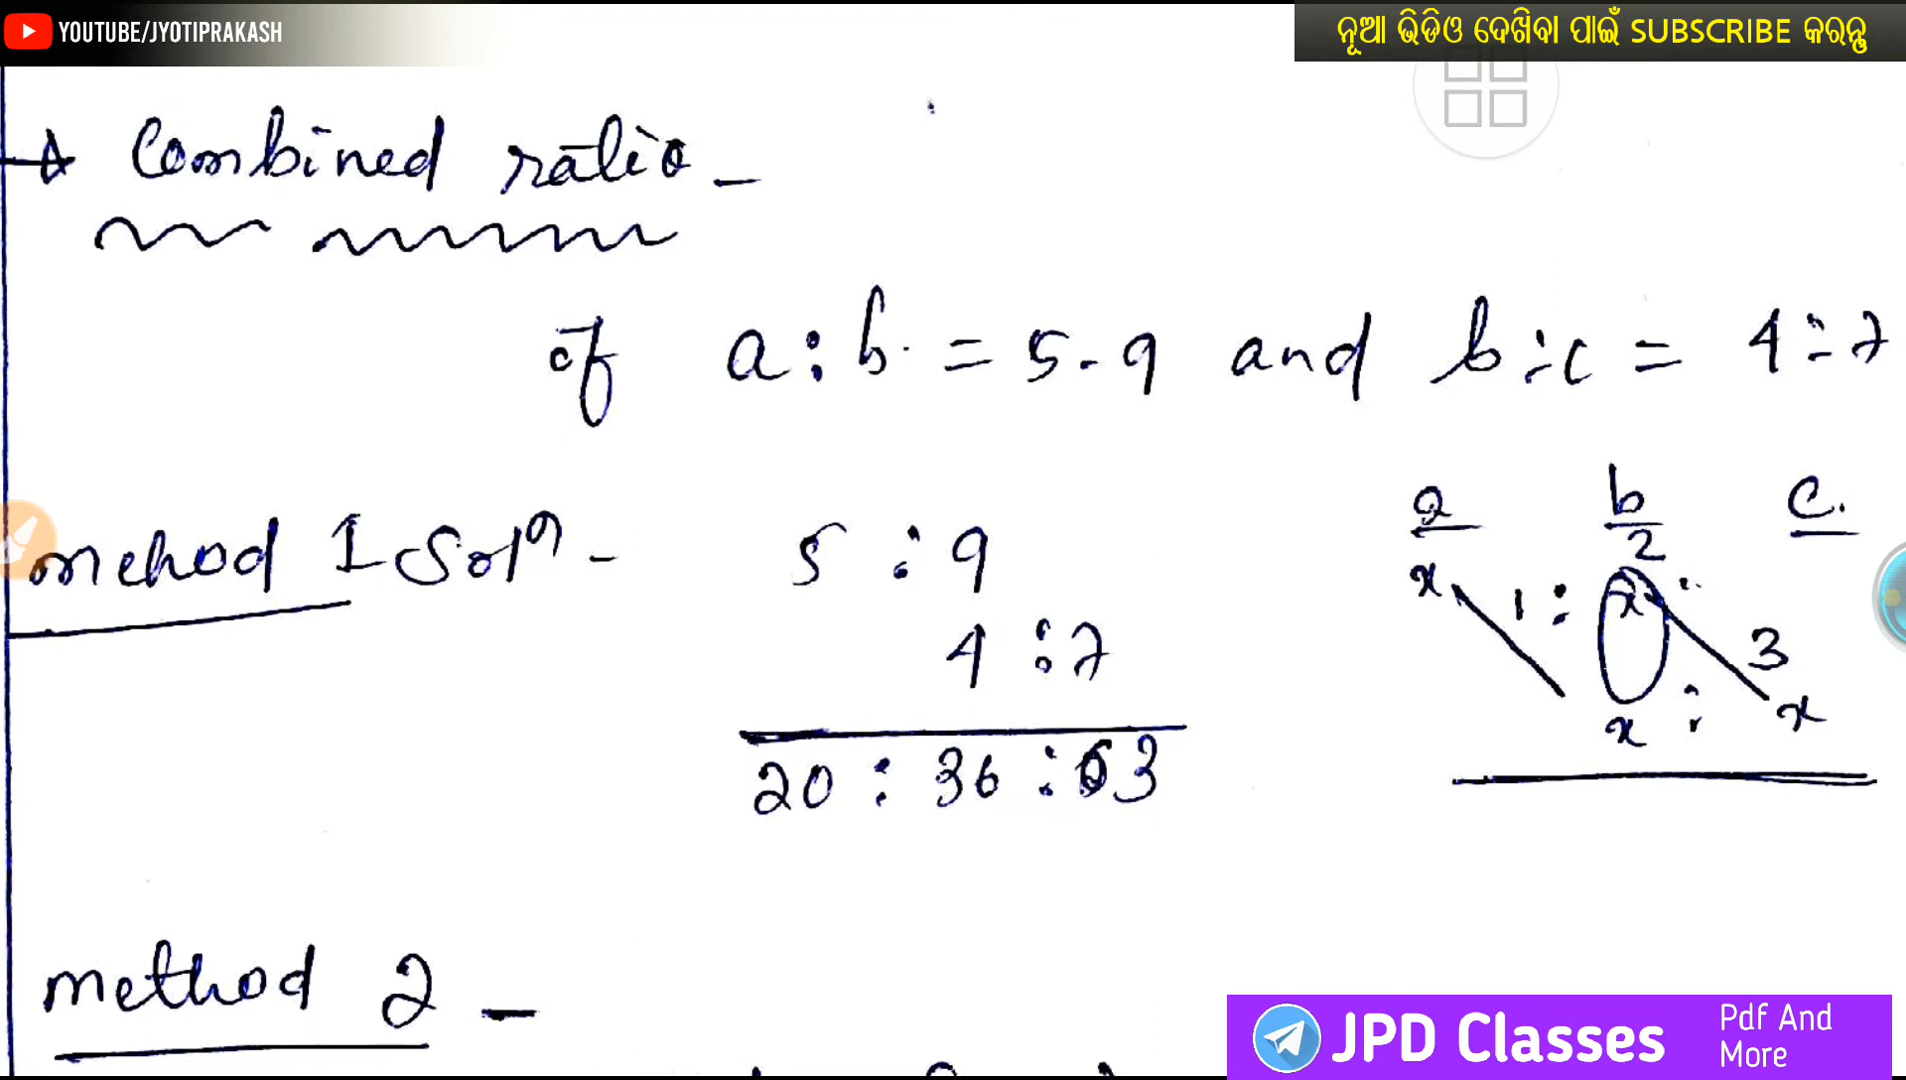 YOUTUBE/JYOTIPRAKASH
ନୂଆ ଭିଡିଓ ଦେଖିବା ପାଇଁ SUBSCRIBE କରନ୍ତୁ
Combined ratio -
of a : b = 5 - 9 and b : c = 4 : 7
a b c.
method 1 Solⁿ - 5 : 9
2
x 1 : x :
4 : 7
3
x : x
20 : 36 : 63
method 2 -
JPD Classes
Pdf And
More